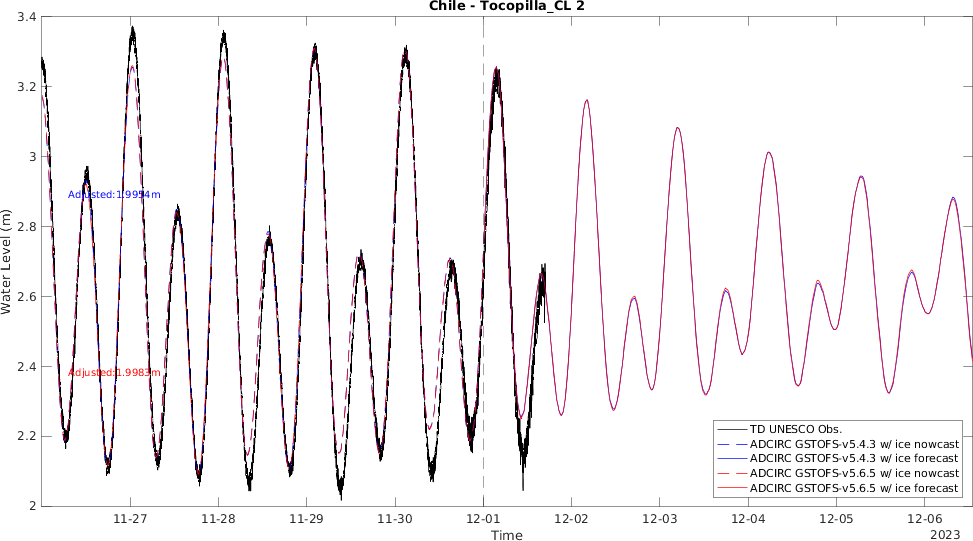 Chile - Tocopilla_CL 2
3.4
3.2
3
2.8
2.6
2.4
2.2
2
Water Level (m)
Adjusted:1.9954m
Adjusted:1.9983m
TD UNESCO Obs.
ADCIRC GSTOFS-v5.4.3 w/ ice nowcast
ADCIRC GSTOFS-v5.4.3 w/ ice forecast
ADCIRC GSTOFS-v5.6.5 w/ ice nowcast
ADCIRC GSTOFS-v5.6.5 w/ ice forecast
11-27 11-28 11-29 11-30 12-01 12-02 12-03 12-04 12-05 12-06
Time
2023